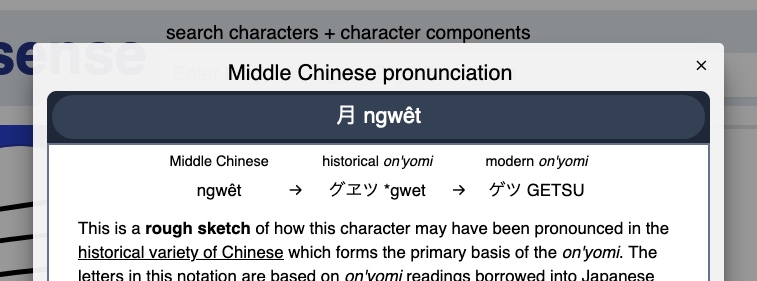 search characters + character components
sense
Middle Chinese pronunciation
×
月 ngwêt
Middle Chinese historical on'yomi modern on'yomi
ngwêt → グヱツ *gwet → ゲツ GETSU
This is a rough sketch of how this character may have been pronounced in the
historical variety of Chinese which forms the primary basis of the on'yomi. The
letters in this notation are based on on'yomi readings borrowed into Japanese